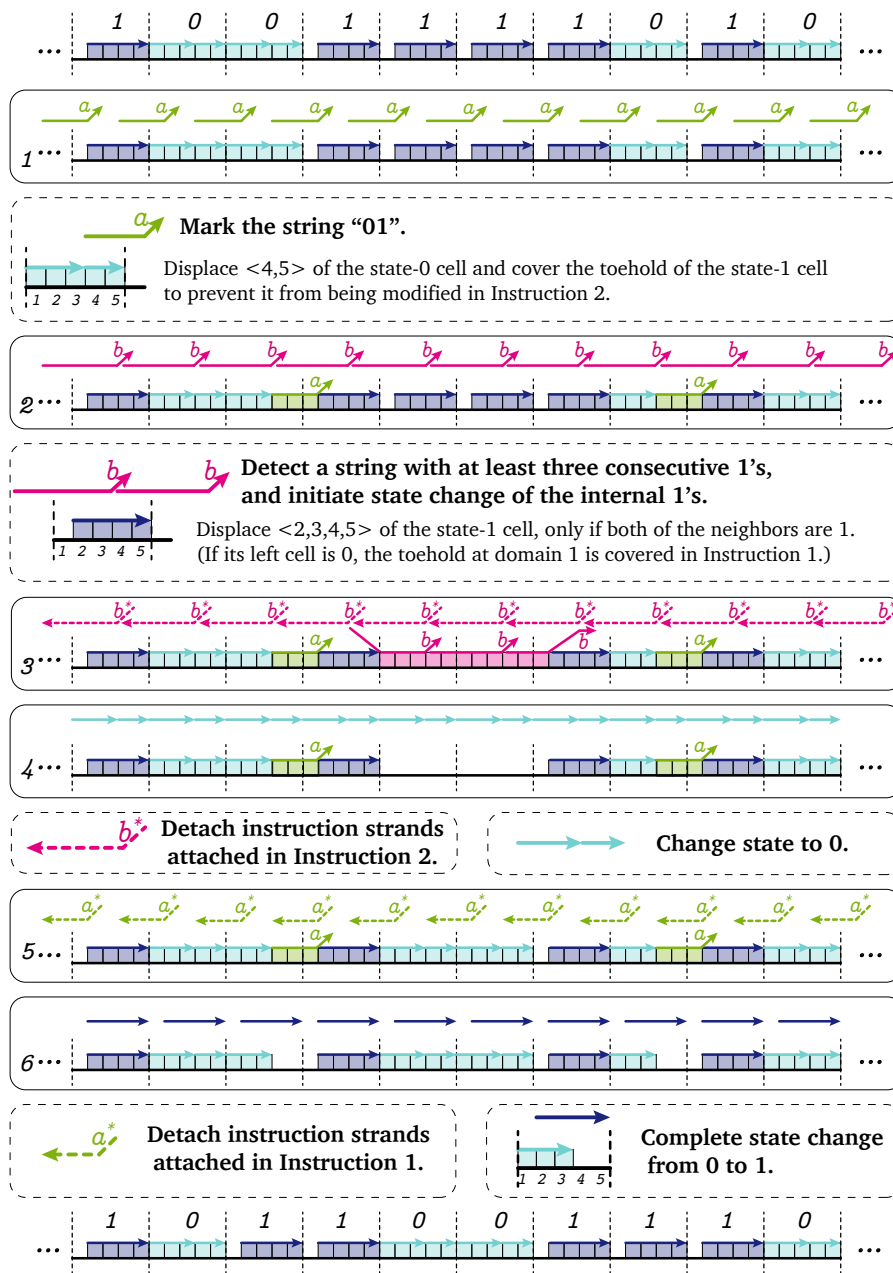 1 0 0 1 1 1 1 0 1 0
... ...
a a a a a a a a a a a
1 ... ...
a Mark the string “01”.
Displace <4,5> of the state-0 cell and cover the toehold of the state-1 cell
to prevent it from being modified in Instruction 2.
1 2 3 4 5
b b b b b b b b b b b
a a
2 ... ...
b b Detect a string with at least three consecutive 1’s,
and initiate state change of the internal 1’s.
Displace <2,3,4,5> of the state-1 cell, only if both of the neighbors are 1.
(If its left cell is 0, the toehold at domain 1 is covered in Instruction 1.)
1 2 3 4 5
b* b* b* b* b* b* b* b* b* b* b*
a b b b a
3 ... ...
a a
4 ... ...
b* Detach instruction strands
attached in Instruction 2.
Change state to 0.
a* a* a* a* a* a* a* a* a* a* a*
a a
5 ... ...
6 ... ...
a* Detach instruction strands
attached in Instruction 1.
Complete state change
from 0 to 1.
1 2 3 4 5
1 0 1 1 0 0 1 1 1 0
... ...